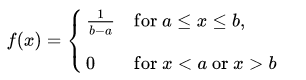 f(x) = { 1/(b−a) for a ≤ x ≤ b,
0 for x < a or x > b